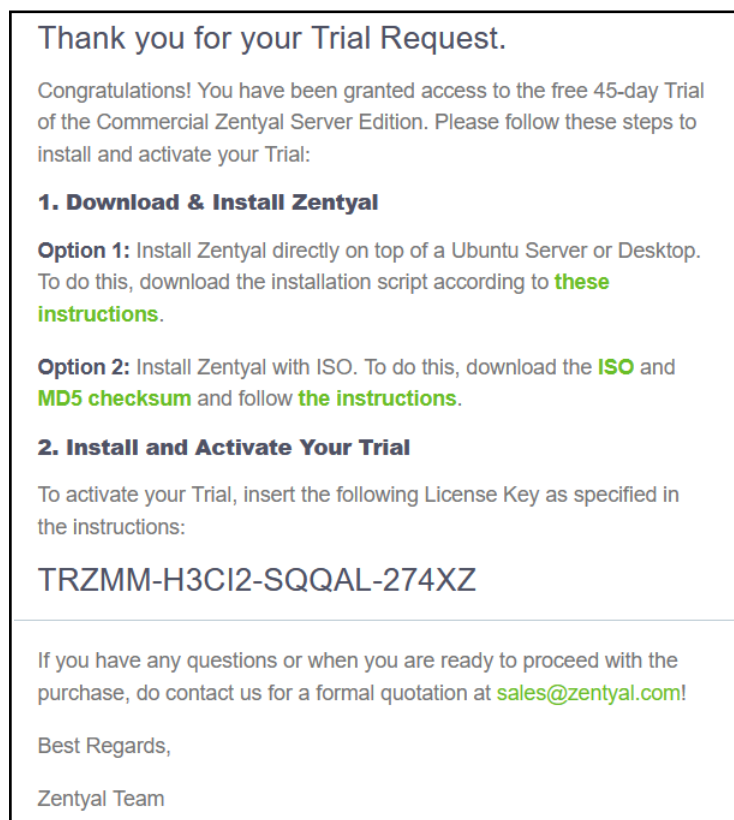 Thank you for your Trial Request.
Congratulations! You have been granted access to the free 45-day Trial
of the Commercial Zentyal Server Edition. Please follow these steps to
install and activate your Trial:
1. Download & Install Zentyal
Option 1: Install Zentyal directly on top of a Ubuntu Server or Desktop.
To do this, download the installation script according to these
instructions.
Option 2: Install Zentyal with ISO. To do this, download the ISO and
MD5 checksum and follow the instructions.
2. Install and Activate Your Trial
To activate your Trial, insert the following License Key as specified in
the instructions:
TRZMM-H3CI2-SQQAL-274XZ
If you have any questions or when you are ready to proceed with the
purchase, do contact us for a formal quotation at sales@zentyal.com!
Best Regards,
Zentyal Team